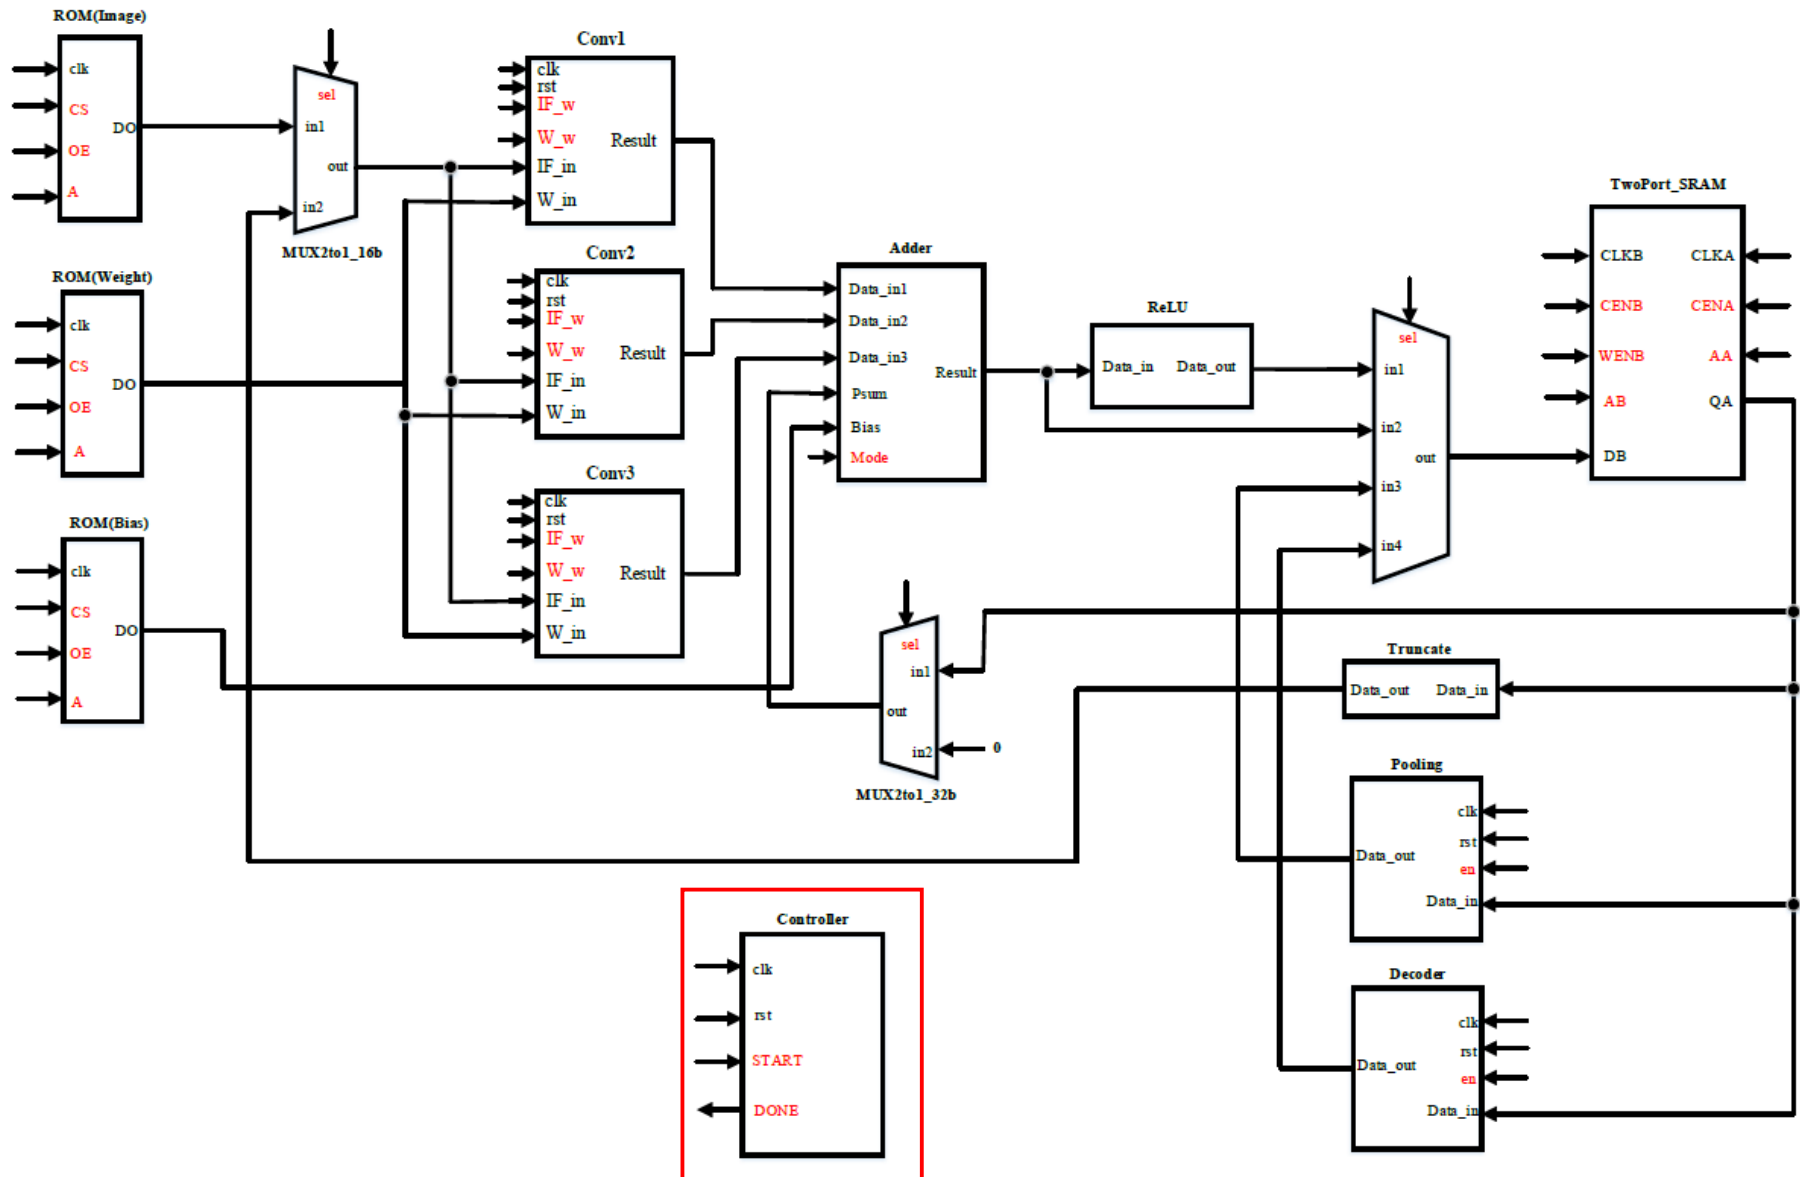 ROM(Image)
clk
CS
OE
A
DO
sel
in1
out
in2
MUX2to1_16b
Conv1
clk
rst
IF_w
W_w
IF_in
W_in
Result
ROM(Weight)
clk
CS
OE
A
DO
Conv2
clk
rst
IF_w
W_w
IF_in
W_in
Result
ROM(Bias)
clk
CS
OE
A
DO
Conv3
clk
rst
IF_w
W_w
IF_in
W_in
Result
Adder
Data_in1
Data_in2
Data_in3
Psum
Bias
Mode
Result
ReLU
Data_in Data_out
sel
in1
in2
out
in3
in4
TwoPort_SRAM
CLKB CLKA
CENB CENA
WENB AA
AB QA
DB
sel
in1
out
in2
0
MUX2to1_32b
Truncate
Data_out Data_in
Pooling
clk
rst
Data_out
en
Data_in
Decoder
clk
rst
Data_out
en
Data_in
Controller
clk
rst
START
DONE